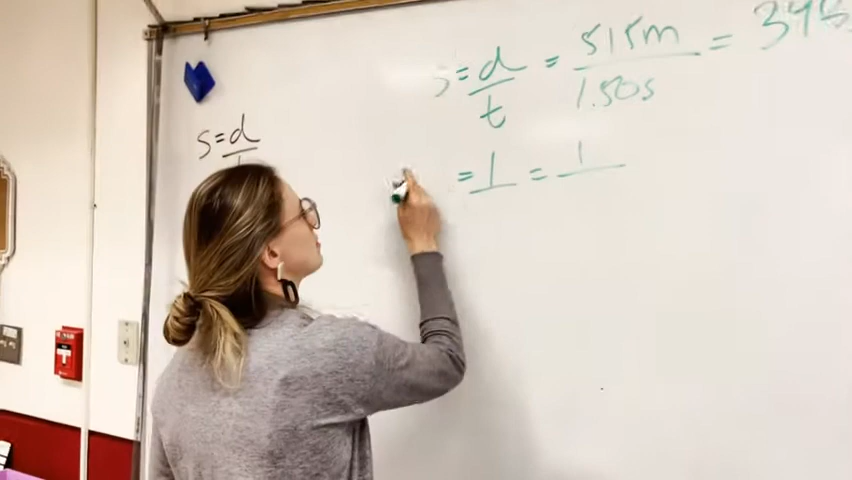 s = d/t = 515m/1.50s = 343
s = d/
= 1/ = 1/